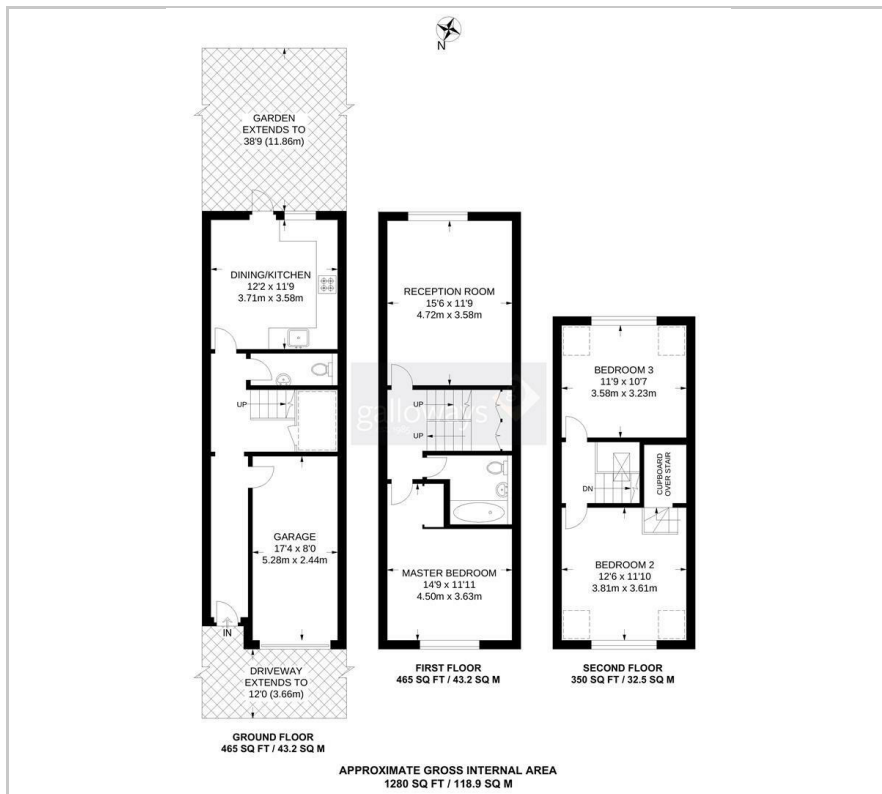 N
GARDEN
EXTENDS TO
38'9 (11.86m)
DINING/KITCHEN
12'2 x 11'9
3.71m x 3.58m
UP
GARAGE
17'4 x 8'0
5.28m x 2.44m
IN
DRIVEWAY
EXTENDS TO
12'0 (3.66m)
GROUND FLOOR
465 SQ FT / 43.2 SQ M
RECEPTION ROOM
15'6 x 11'9
4.72m x 3.58m
galloways
UP
UP
MASTER BEDROOM
14'9 x 11'11
4.50m x 3.63m
FIRST FLOOR
465 SQ FT / 43.2 SQ M
BEDROOM 3
11'9 x 10'7
3.58m x 3.23m
DN
CUPBOARD
OVER STAIR
BEDROOM 2
12'6 x 11'10
3.81m x 3.61m
SECOND FLOOR
350 SQ FT / 32.5 SQ M
APPROXIMATE GROSS INTERNAL AREA
1280 SQ FT / 118.9 SQ M